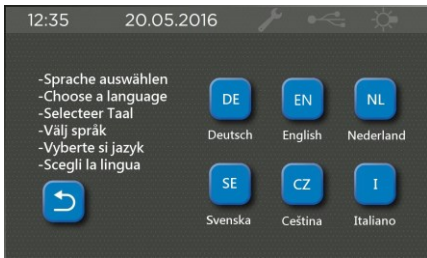 12:35 20.05.2016
-Sprache auswählen
-Choose a language
-Selecteer Taal
-Välj språk
-Vyberte si jazyk
-Scegli la lingua
DE EN NL
Deutsch English Nederland
SE CZ I
Svenska Ceština Italiano